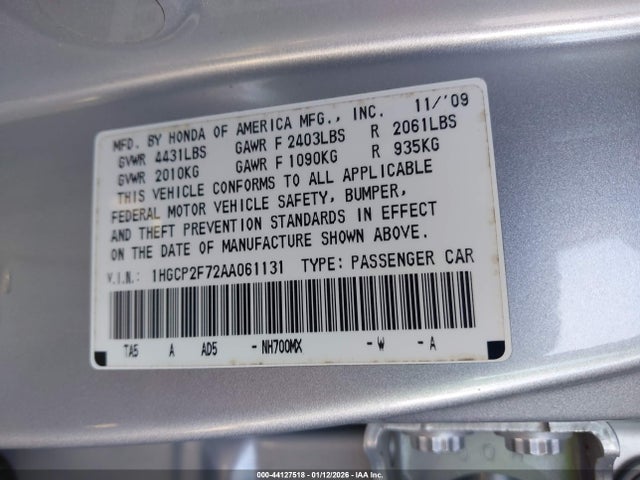 MFD. BY HONDA OF AMERICA MFG., INC. 11/'09
GVWR 4431LBS GAWR F 2403LBS R 2061LBS
GVWR 2010KG GAWR F 1090KG R 935KG
THIS VEHICLE CONFORMS TO ALL APPLICABLE
FEDERAL MOTOR VEHICLE SAFETY, BUMPER,
AND THEFT PREVENTION STANDARDS IN EFFECT
ON THE DATE OF MANUFACTURE SHOWN ABOVE.
V.I.N.: 1HGCP2F72AA061131 TYPE: PASSENGER CAR
TA5 A AD5 - NH700MX - W - A
000-44127518 - 01/12/2026 - IAA Inc.